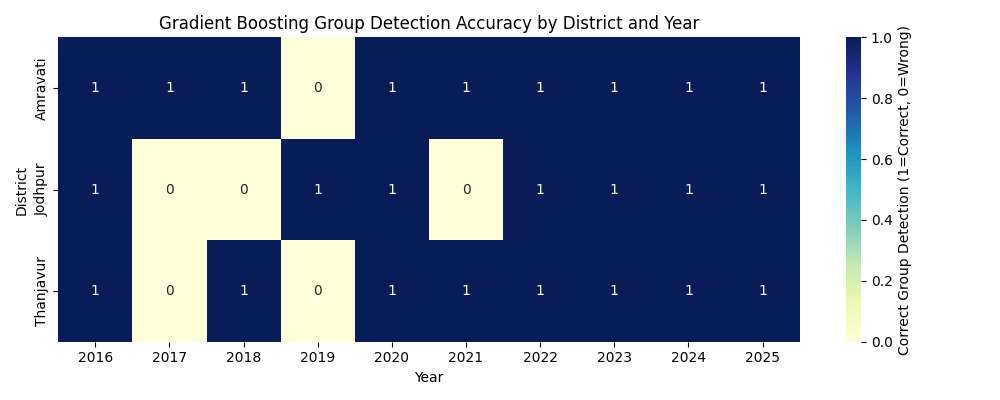 Gradient Boosting Group Detection Accuracy by District and Year
Amravati
1 1 1 0 1 1 1 1 1 1
District
Jodhpur
1 0 0 1 1 0 1 1 1 1
Thanjavur
1 0 1 0 1 1 1 1 1 1
2016 2017 2018 2019 2020 2021 2022 2023 2024 2025
Year
1.0
0.8
0.6
0.4
0.2
0.0
Correct Group Detection (1=Correct, 0=Wrong)